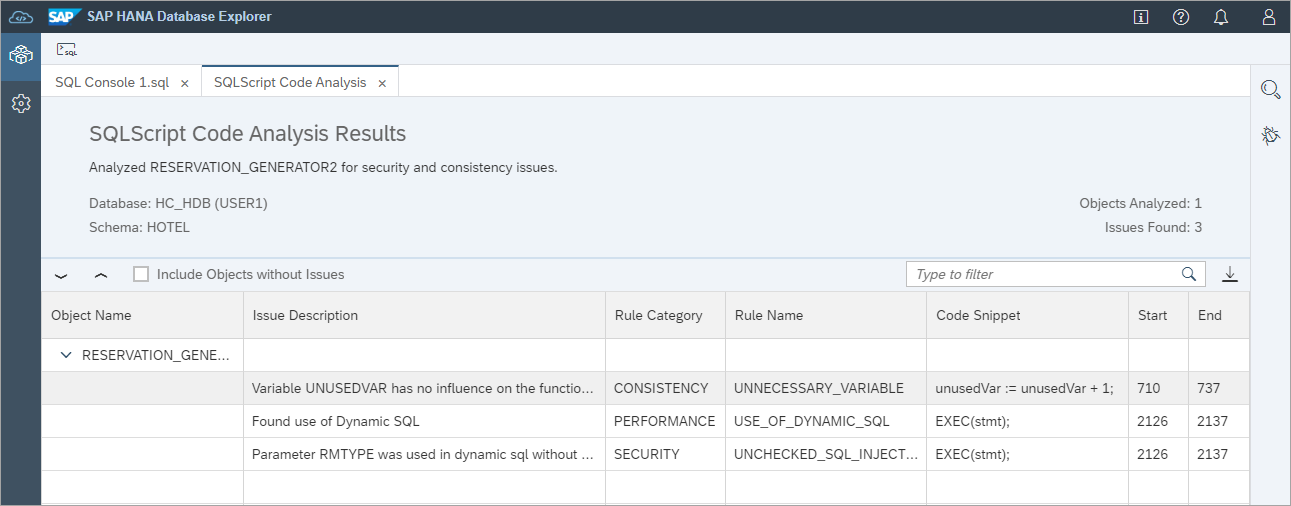 SAP SAP HANA Database Explorer
SQL
SQL Console 1.sql × SQLScript Code Analysis ×
SQLScript Code Analysis Results
Analyzed RESERVATION_GENERATOR2 for security and consistency issues.
Database: HC_HDB (USER1) Objects Analyzed: 1
Schema: HOTEL Issues Found: 3
Include Objects without Issues Type to filter
Object Name Issue Description Rule Category Rule Name Code Snippet Start End
RESERVATION_GENE...
Variable UNUSEDVAR has no influence on the functio... CONSISTENCY UNNECESSARY_VARIABLE unusedVar := unusedVar + 1; 710 737
Found use of Dynamic SQL PERFORMANCE USE_OF_DYNAMIC_SQL EXEC(stmt); 2126 2137
Parameter RMTYPE was used in dynamic sql without ... SECURITY UNCHECKED_SQL_INJECT... EXEC(stmt); 2126 2137